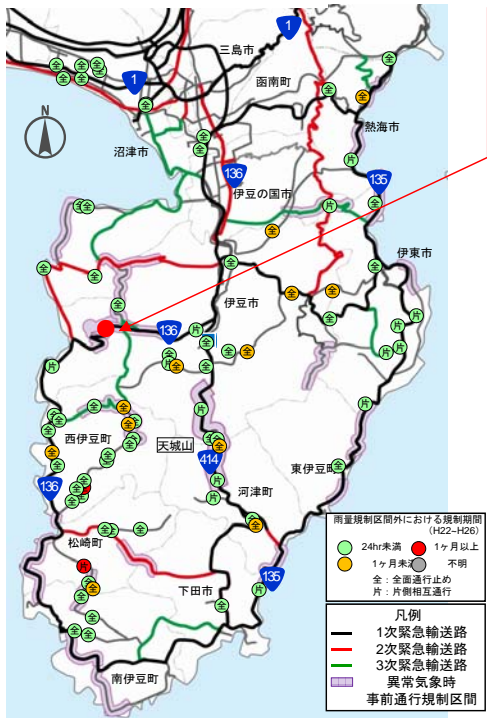 1
三島市
1
函南町
N
沼津市
熱海市
136
135
伊豆の国市
伊東市
伊豆市
136
天城山
414
西伊豆町
東伊豆町
136
河津町
松崎町
135
下田市
南伊豆町
雨量規制区間外における規制期間
(H22~H26)
24hr未満 1ヶ月以上
1ヶ月未満 不明
全：全面通行止め
片：片側相互通行
凡例
1次緊急輸送路
2次緊急輸送路
3次緊急輸送路
異常気象時
事前通行規制区間